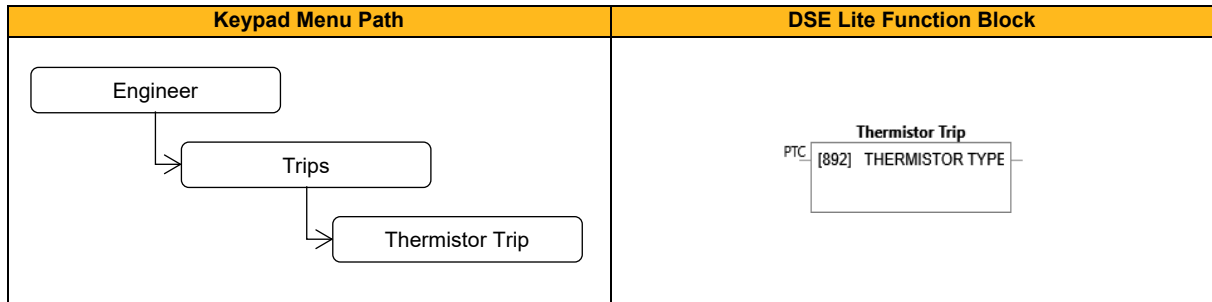 Keypad Menu Path
DSE Lite Function Block
Engineer
Trips
Thermistor Trip
Thermistor Trip
PTC
[892] THERMISTOR TYPE